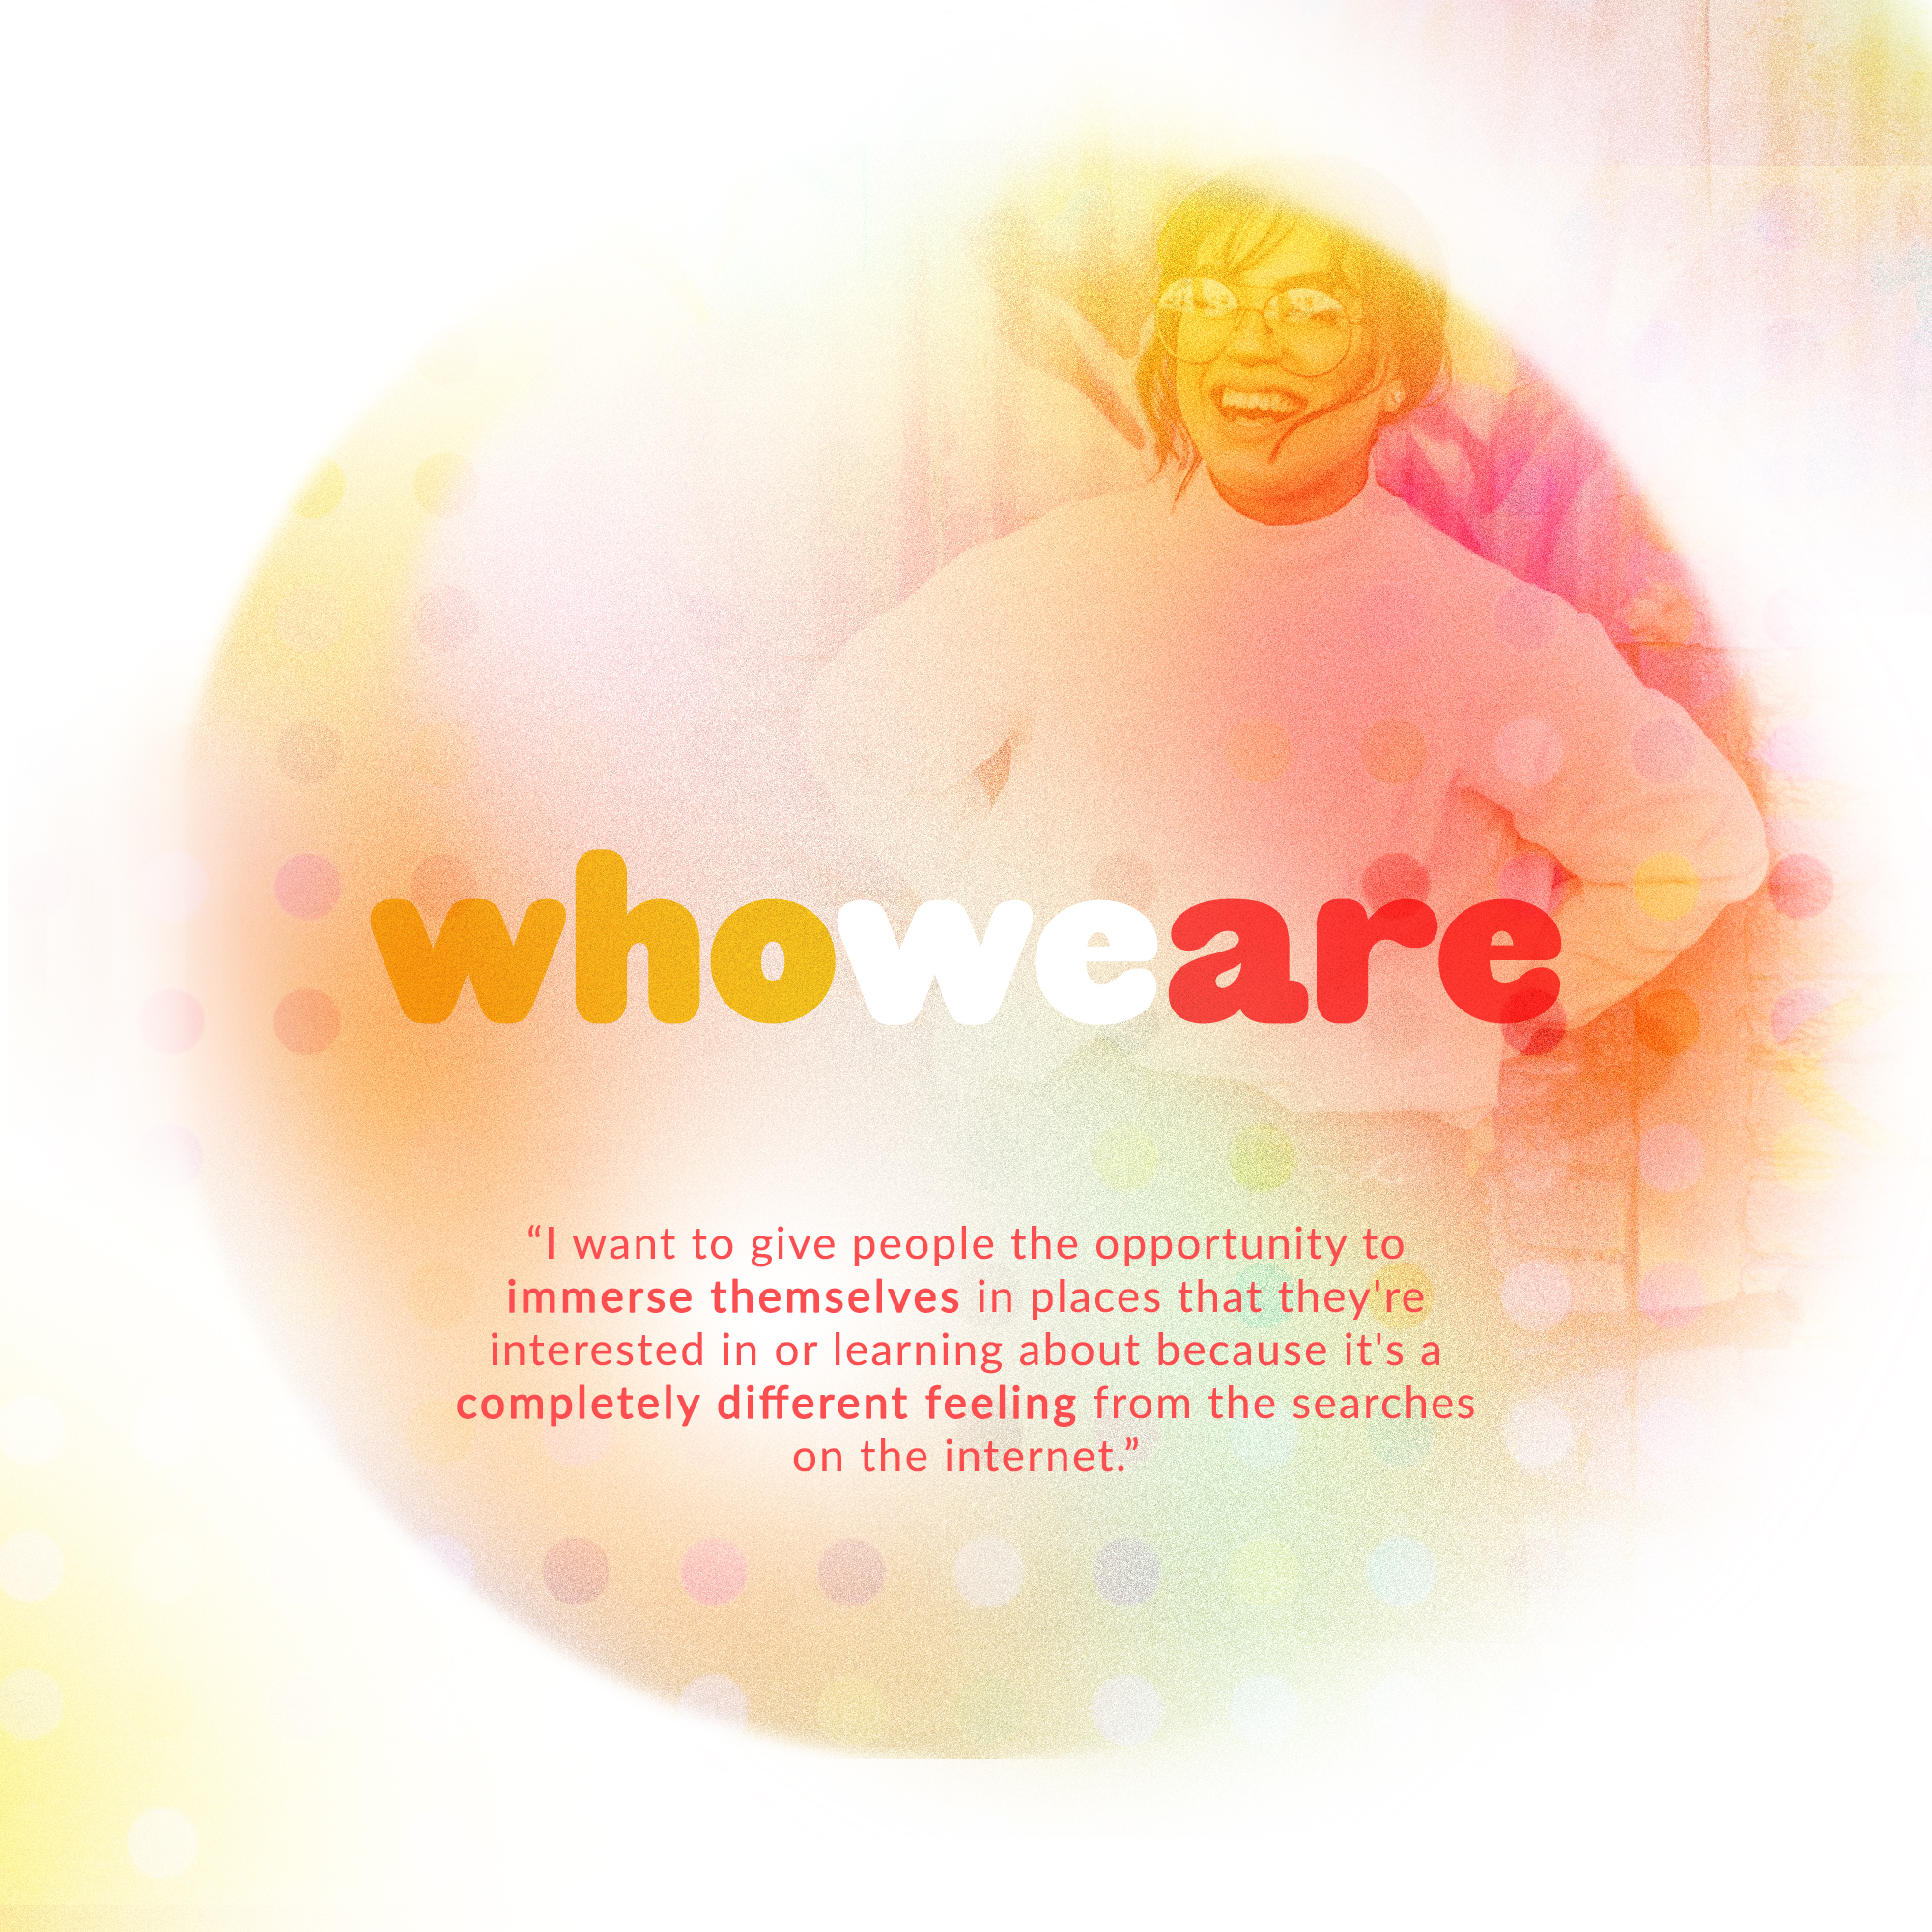 whoweare
“I want to give people the opportunity to
immerse themselves in places that they're
interested in or learning about because it's a
completely different feeling from the searches
on the internet.”